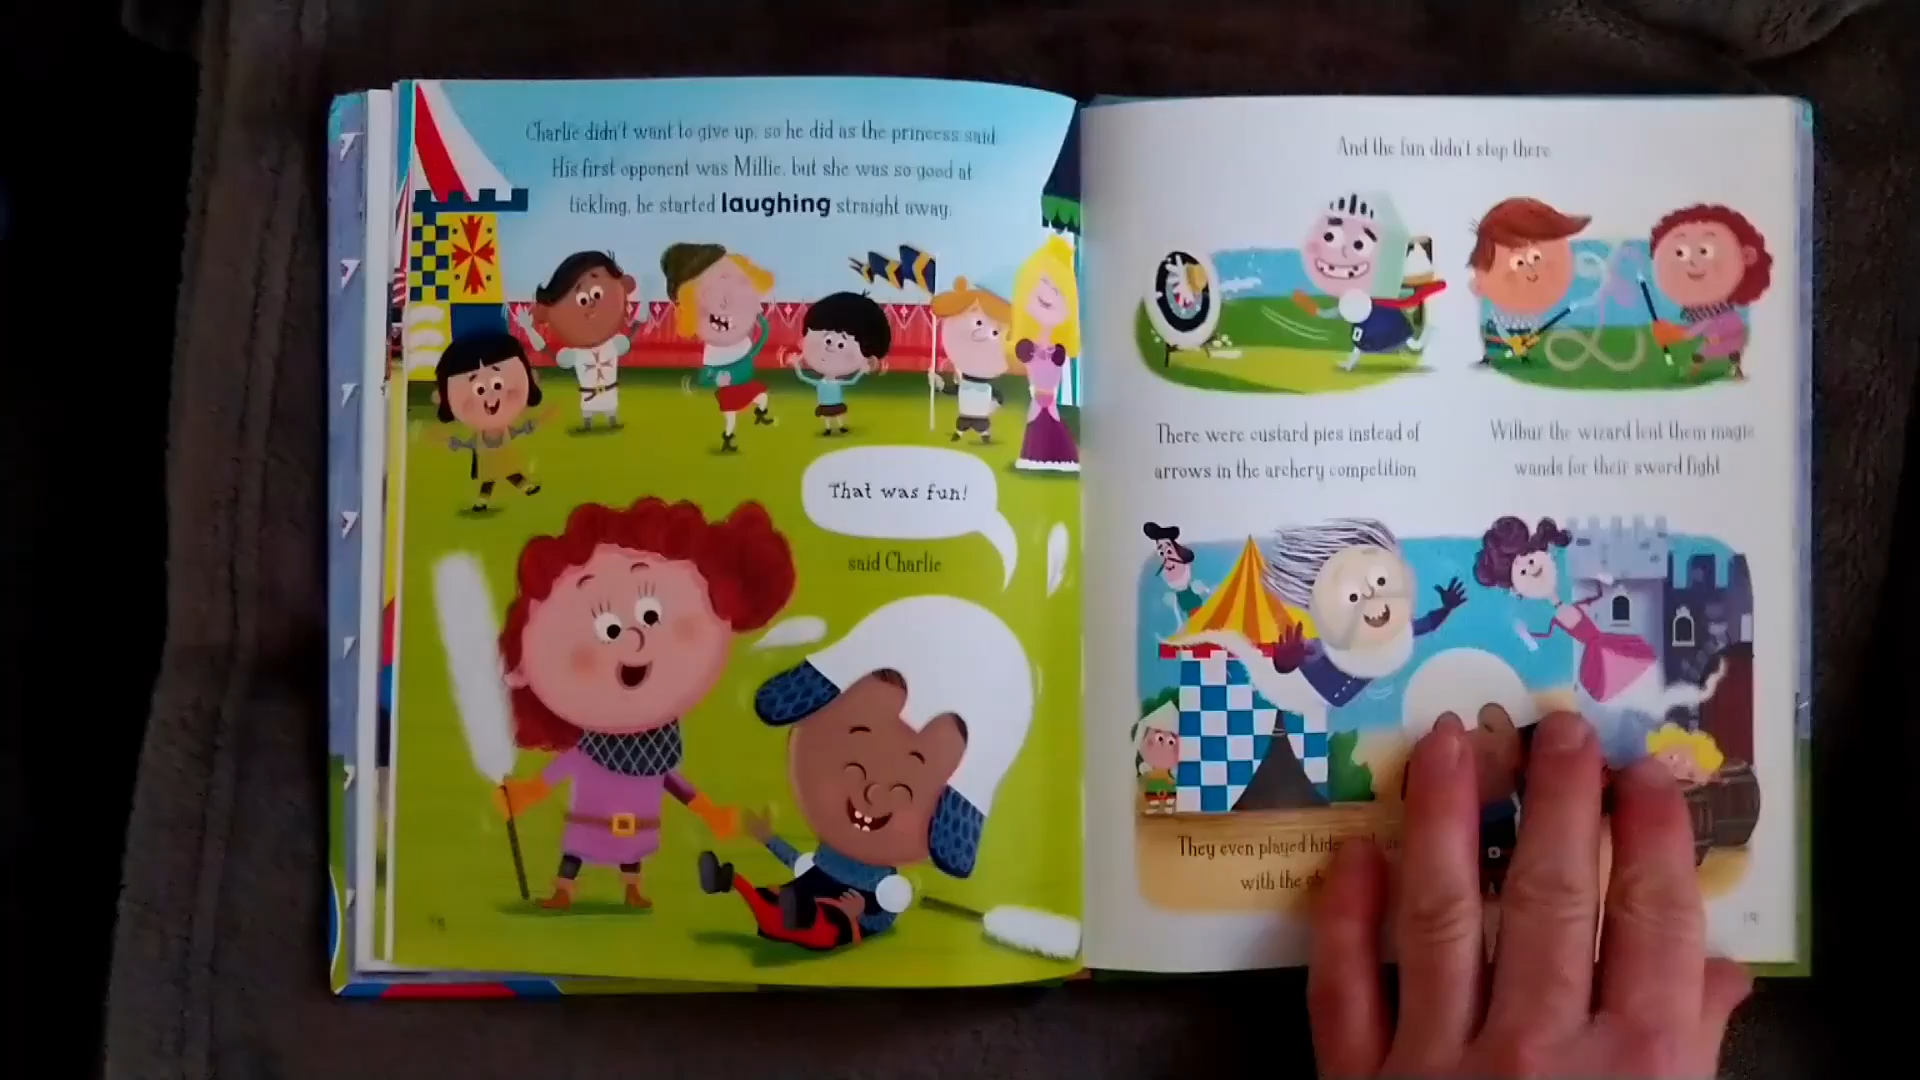 Charlie didn't want to give up, so he did as the princess said.
His first opponent was Millie, but she was so good at
tickling, he started laughing straight away.
That was fun!
said Charlie
18
And the fun didn't stop there.
There were custard pies instead of
arrows in the archery competition
Wilbur the wizard lent them magic
wands for their sword fight
They even played hide
with the
19